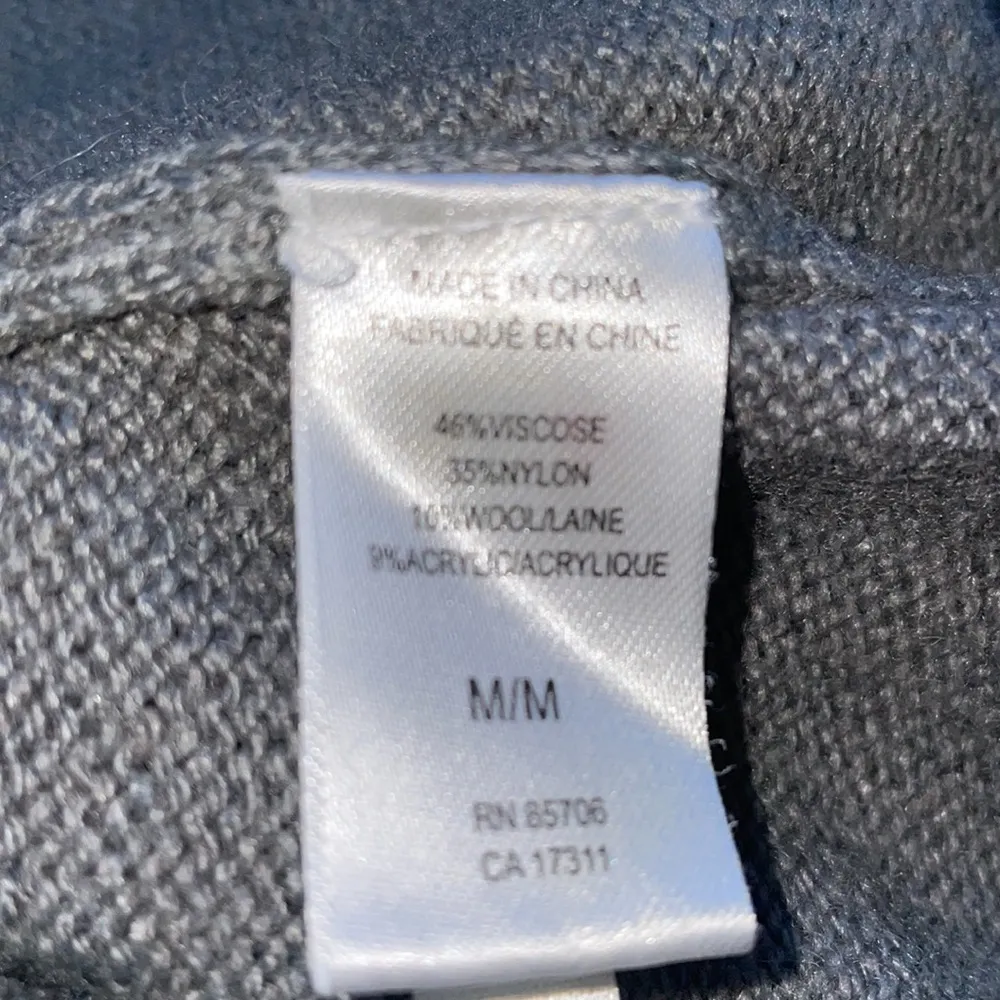 MADE IN CHINA
FABRIQUÉ EN CHINE
46%VISCOSE
35%NYLON
10%WOOL/LAINE
9%ACRYLIC/ACRYLIQUE
M/M
RN 85706
CA 17311